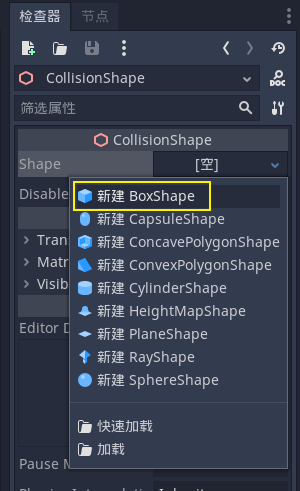 检查器 节点
CollisionShape
筛选属性
CollisionShape
Shape [空]
Disable
新建 BoxShape
新建 CapsuleShape
Tran 新建 ConcavePolygonShape
Matr 新建 ConvexPolygonShape
Visib 新建 CylinderShape
新建 HeightMapShape
Editor D 新建 PlaneShape
新建 RayShape
新建 SphereShape
快速加载
加载
Pause M